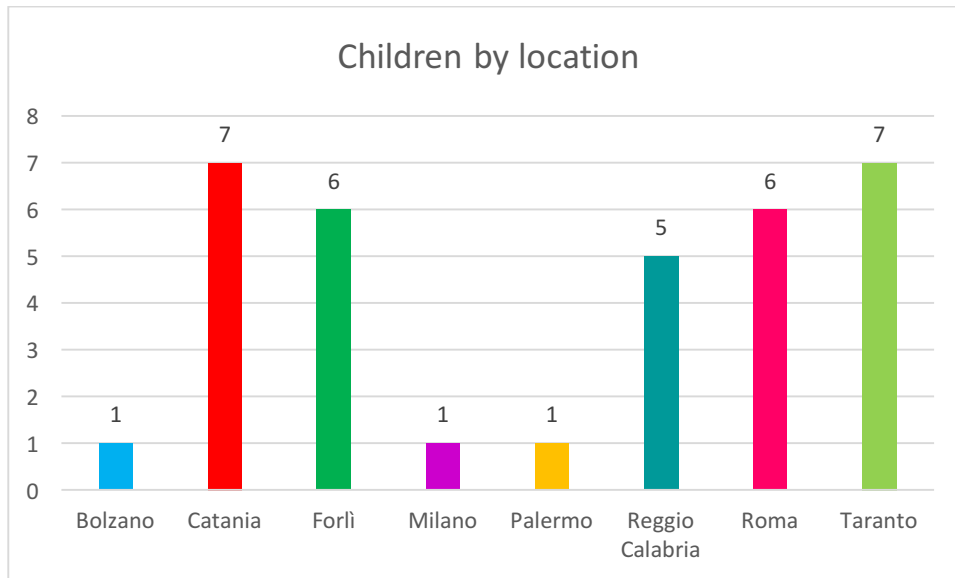 Children by location
8
7
6
5
4
3
2
1
0
1
7
6
1
1
5
6
7
Bolzano
Catania
Forlì
Milano
Palermo
Reggio
Calabria
Roma
Taranto